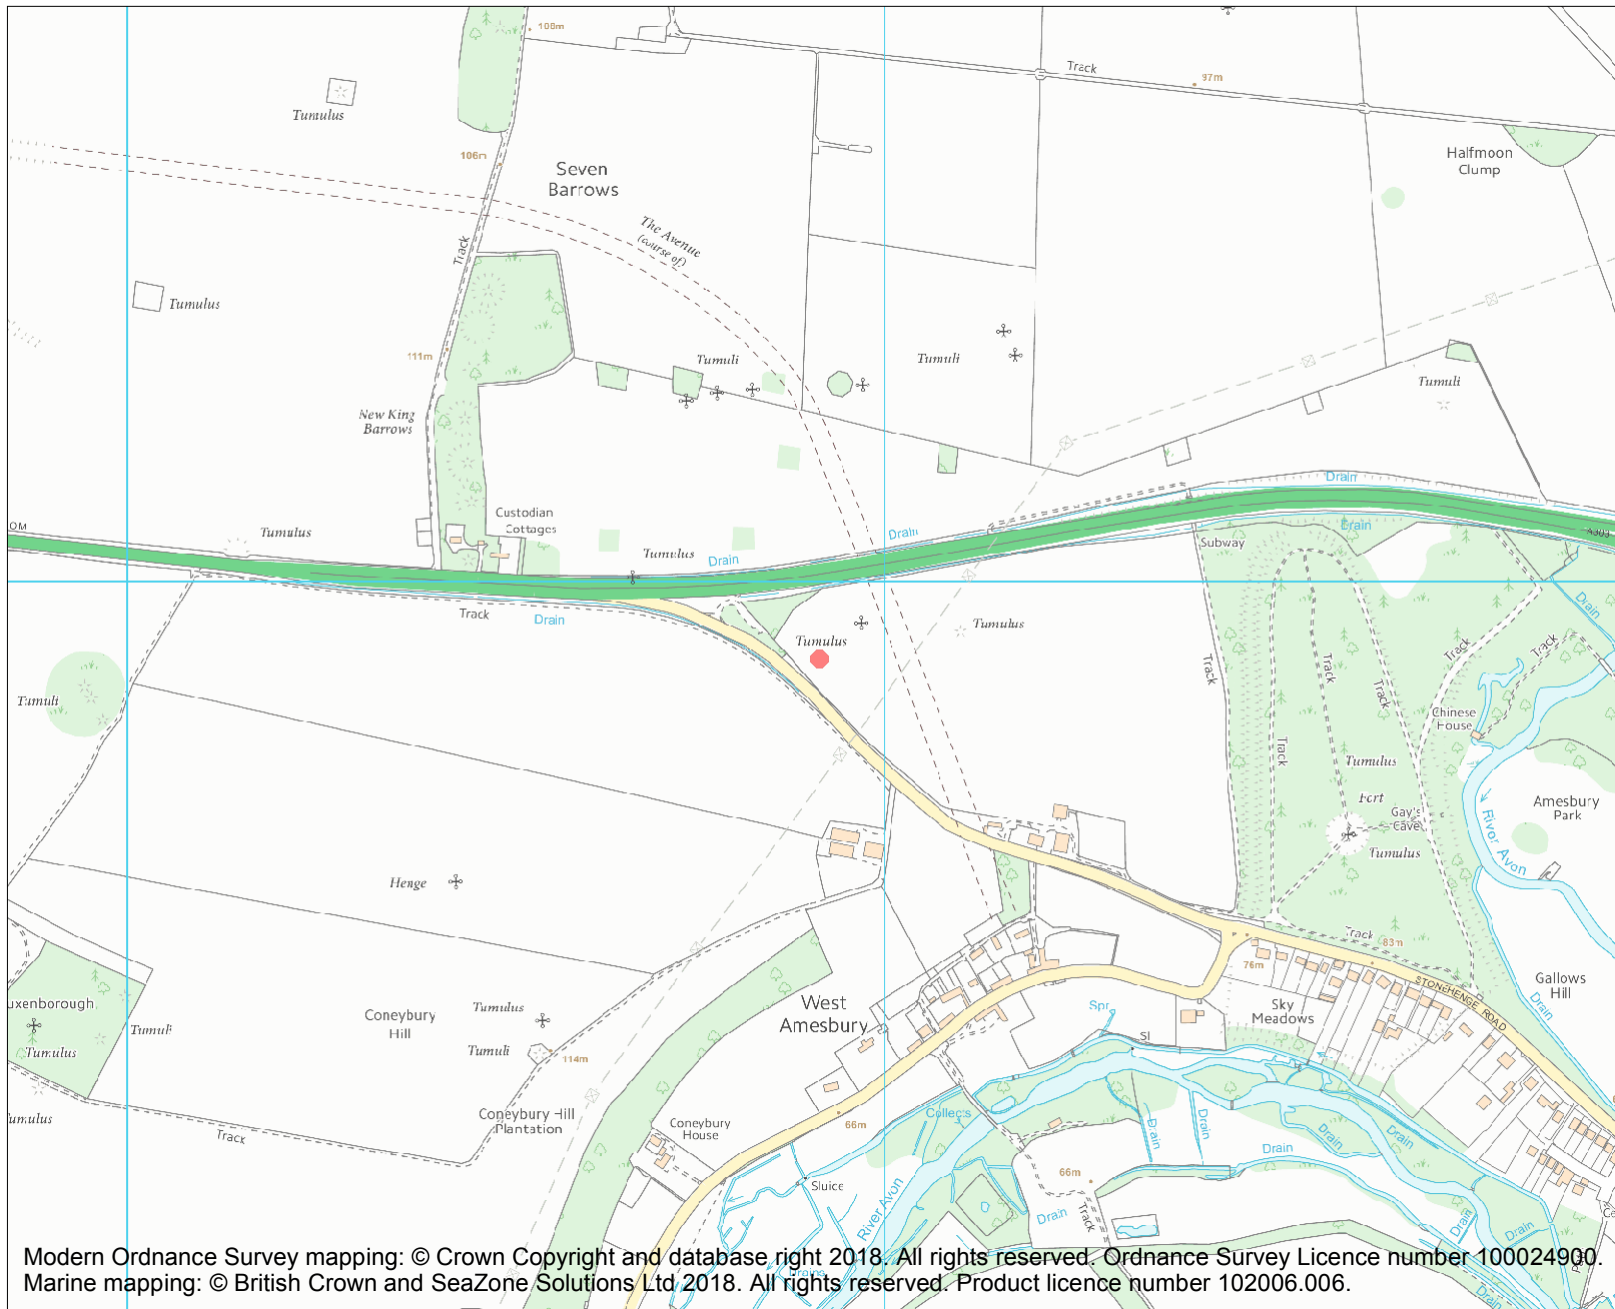 108m
Track
97m
Tumulus
106m
Seven
Barrows
Halfmoon
Clump
The Avenue
(course of)
Track
Tumulus
111m
Tumuli
Tumuli
Tumuli
New King
Barrows
Drain
Custodian
Cottages
Drain
A303
Tumulus
Drain
Subway
Tumulus
Drain
Track
Drain
Drain
Tumulus
Tumulus
Track
Track
Track
Track
Track
Tumuli
Chinese
House
Track
Tumulus
Amesbury
Park
Fort
Gay's
Cave
River Avon
Tumulus
Henge
Track
83m
76m
Gallows
Hill
STONEHENGE ROAD
Drain
Tumulus
Coneybury
Hill
West
Amesbury
Spr
Sky
Meadows
Sl
Tumuli
Tumulus
Tumuli
114m
Coneybury Hill
Plantation
Collects
Coneybury
House
66m
Drain
Drain
Drain
Drain
Track
Drain
66m
Sluice
River Avon
Drain
Track
Drain
Drain
Modern Ordnance Survey mapping: © Crown Copyright and database right 2018. All rights reserved. Ordnance Survey Licence number 100024900.
Marine mapping: © British Crown and SeaZone Solutions Ltd 2018. All rights reserved. Product licence number 102006.006.
Drain